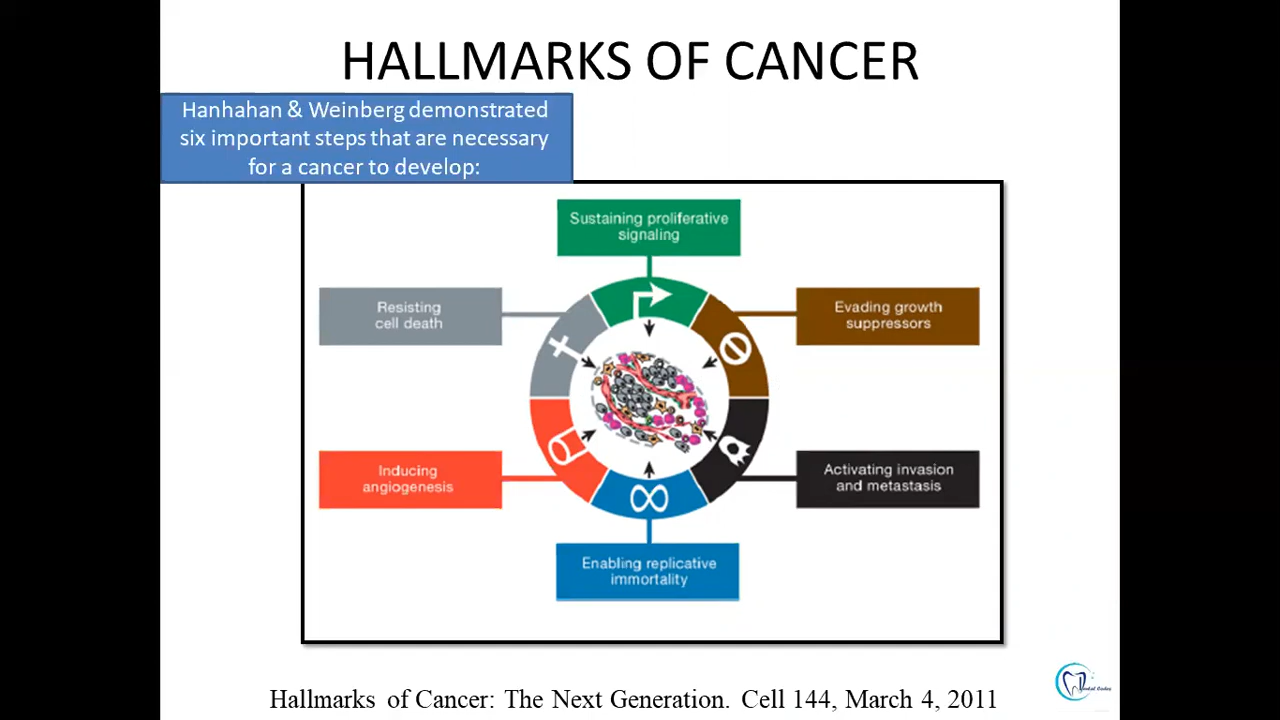 HALLMARKS OF CANCER
Hanhahan & Weinberg demonstrated
six important steps that are necessary
for a cancer to develop:
Sustaining proliferative
signaling
Resisting
cell death
Evading growth
suppressors
Inducing
angiogenesis
Activating invasion
and metastasis
Enabling replicative
immortality
Hallmarks of Cancer: The Next Generation. Cell 144, March 4, 2011